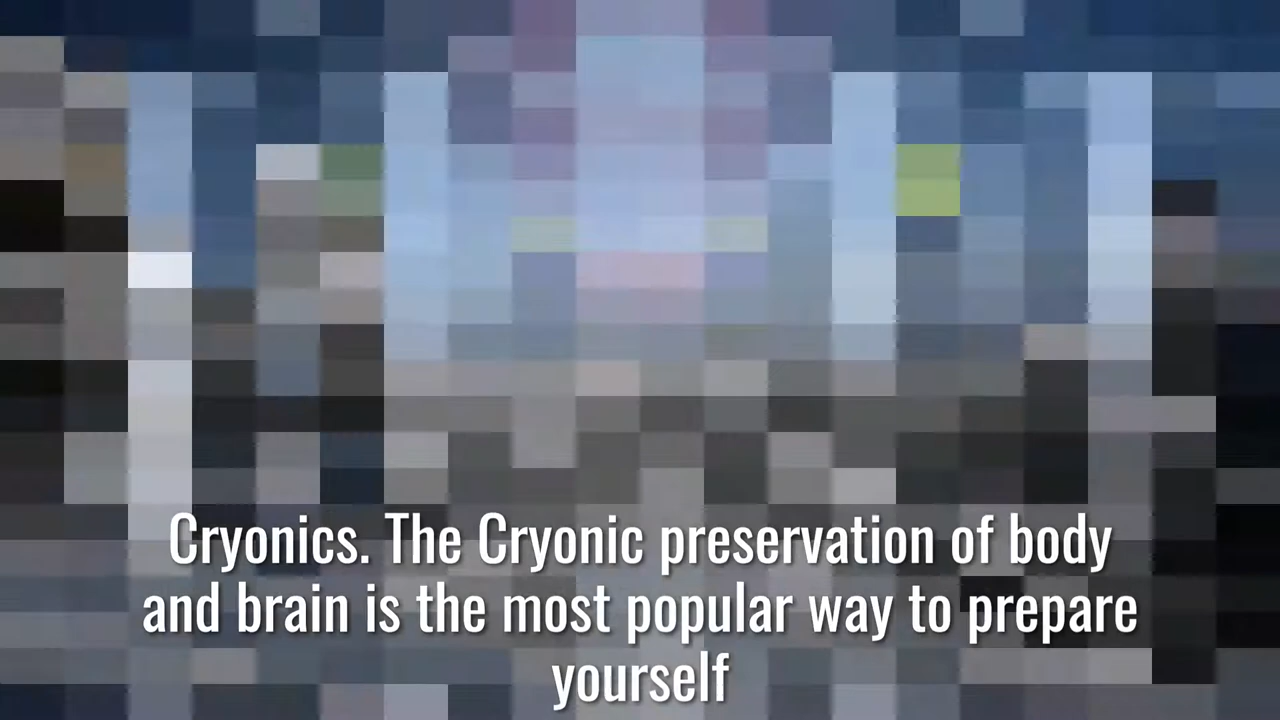 Cryonics. The Cryonic preservation of body
and brain is the most popular way to prepare
yourself